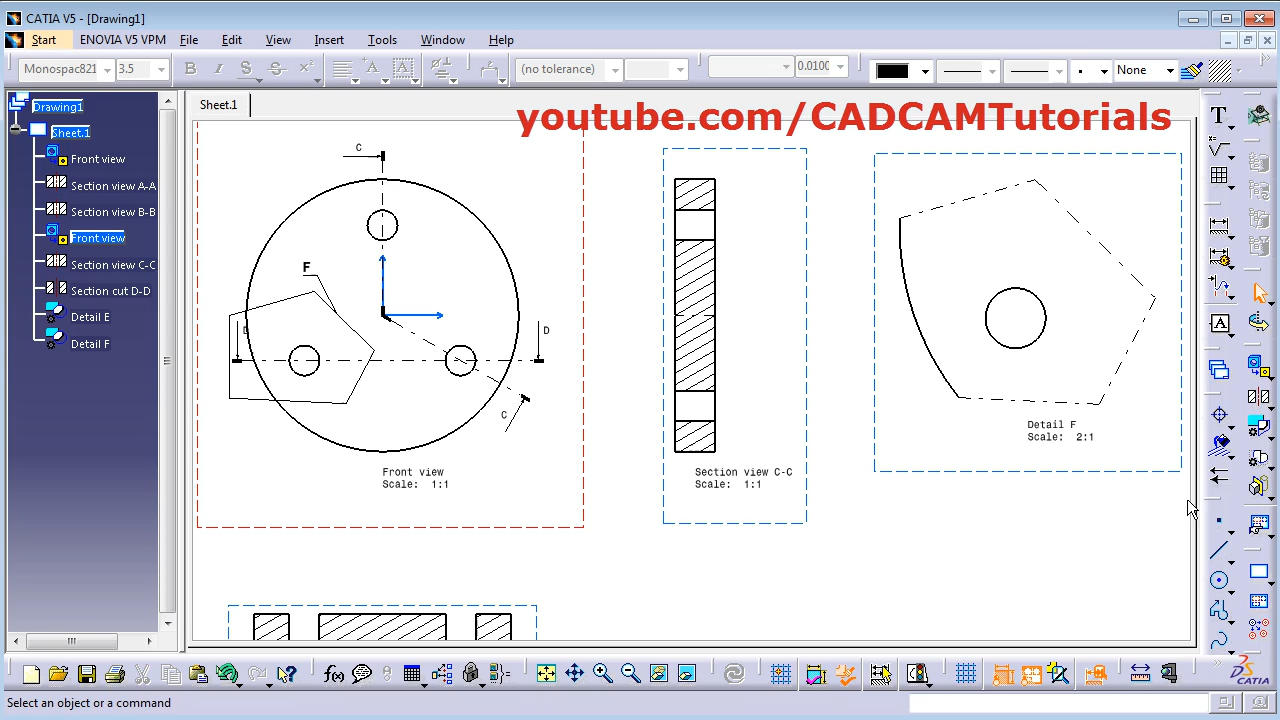 CATIA V5 - [Drawing1]
Start ENOVIA V5 VPM File Edit View Insert Tools Window Help
Monospac821 3.5 B I S S (no tolerance) 0.0100 None
Drawing1
Sheet.1
Front view
Section view A-A
Section view B-B
Front view
Section view C-C
Section cut D-D
Detail E
Detail F
Sheet.1
youtube.com/CADCAMTutorials
C
F
D
D
C
Front view
Scale: 1:1
Section view C-C
Scale: 1:1
Detail F
Scale: 2:1
CATIA
Select an object or a command